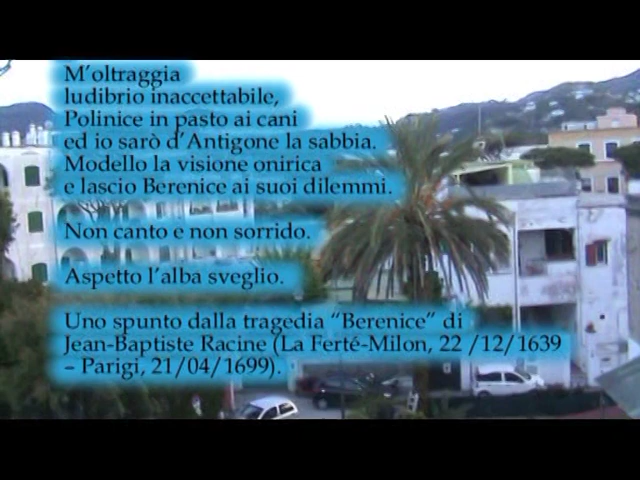 M'oltraggia
ludibrio inaccettabile,
Polinice in pasto ai cani
ed io sarò d'Antigone la sabbia.
Modello la visione onirica
e lascio Berenice ai suoi dilemmi.
Non canto e non sorrido.
Aspetto l'alba sveglio.
Uno spunto dalla tragedia “Berenice” di
Jean-Baptiste Racine (La Ferté-Milon, 22 /12/1639
– Parigi, 21/04/1699).